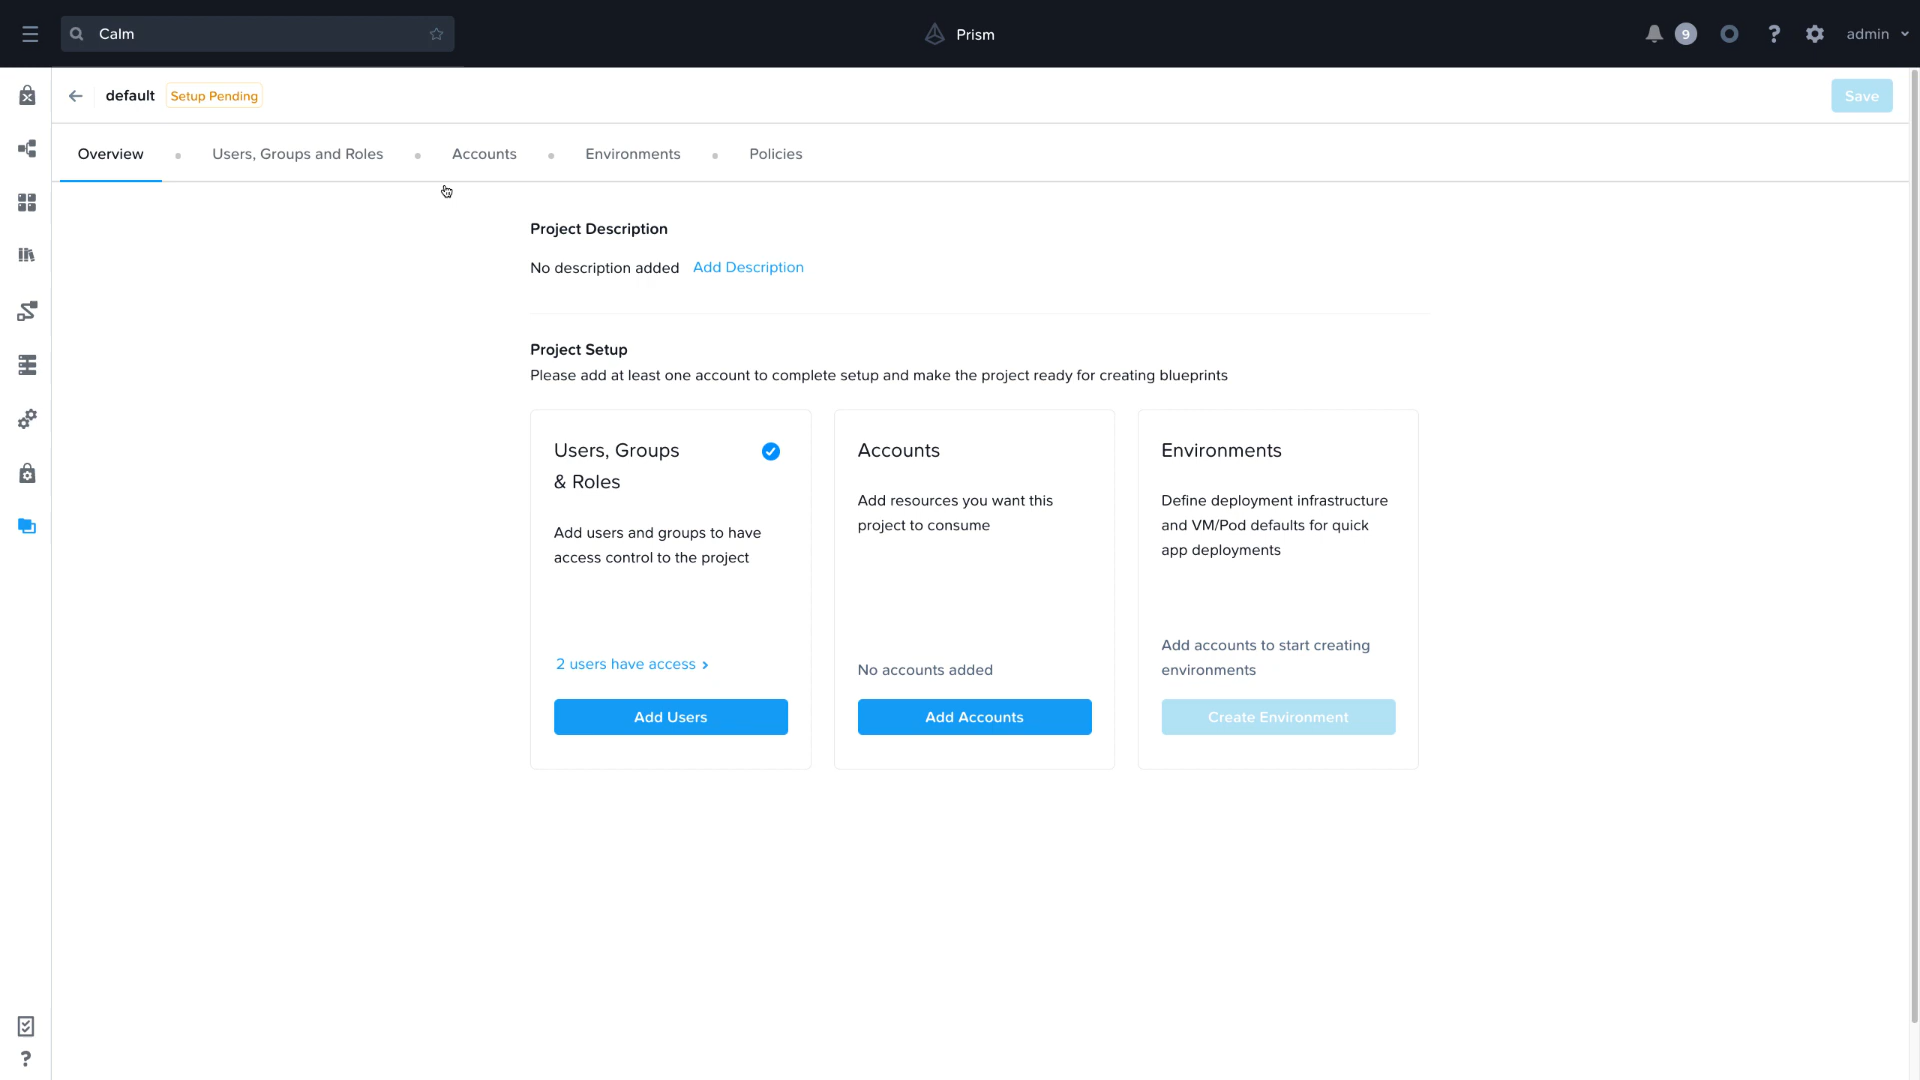 Calm
Prism
9
?
admin
default
Setup Pending
Save
Overview
Users, Groups and Roles
Accounts
Environments
Policies
Project Description
No description added Add Description
Project Setup
Please add at least one account to complete setup and make the project ready for creating blueprints
Users, Groups
& Roles
Add users and groups to have
access control to the project
2 users have access >
Add Users
Accounts
Add resources you want this
project to consume
No accounts added
Add Accounts
Environments
Define deployment infrastructure
and VM/Pod defaults for quick
app deployments
Add accounts to start creating
environments
Create Environment
?